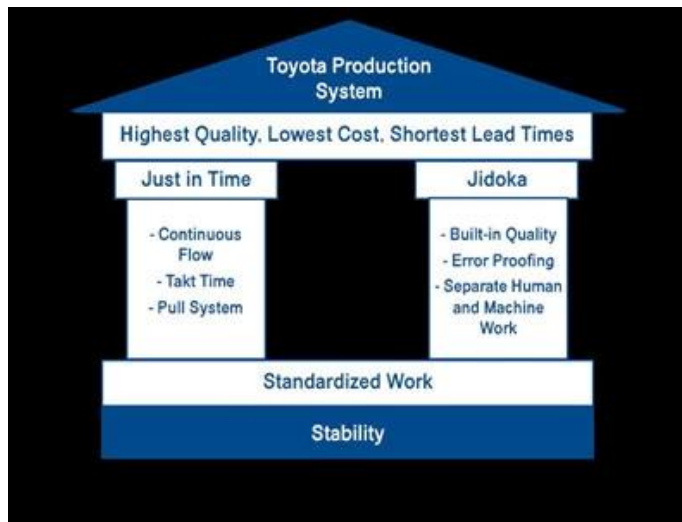 Toyota Production
System
Highest Quality, Lowest Cost, Shortest Lead Times
Just in Time
Jidoka
- Continuous
Flow
- Takt Time
- Pull System
- Built-in Quality
- Error Proofing
- Separate Human
and Machine
Work
Standardized Work
Stability